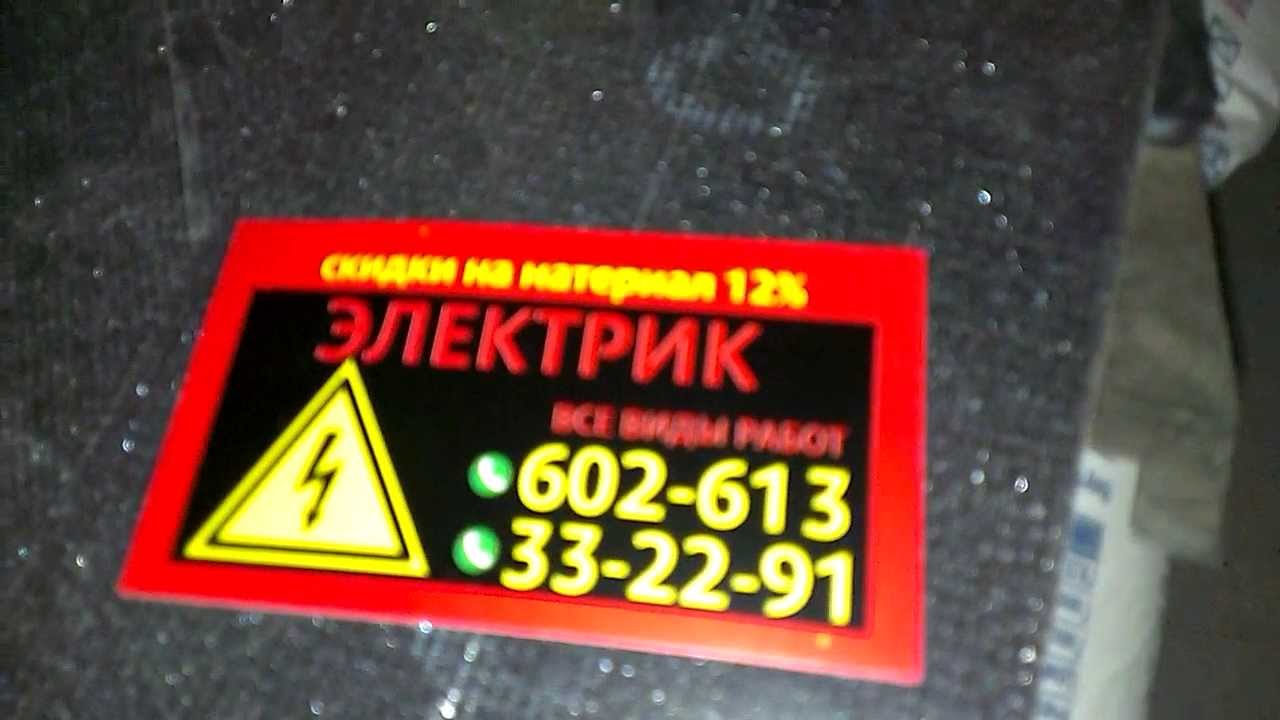 скидки на материал 12%
ЭЛЕКТРИК
ВСЕ ВИДЫ РАБОТ
602-613
33-22-91